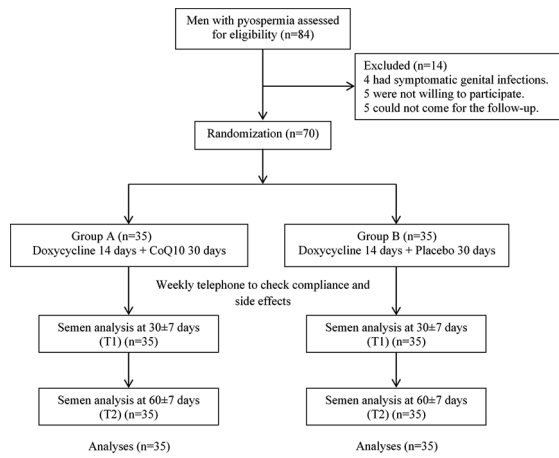 Men with pyospermia assessed
for eligibility (n=84)
Excluded (n=14)
4 had symptomatic genital infections.
5 were not willing to participate.
5 could not come for the follow-up.
Randomization (n=70)
Group A (n=35)
Doxycycline 14 days + CoQ10 30 days
Group B (n=35)
Doxycycline 14 days + Placebo 30 days
Weekly telephone to check compliance and
side effects
Semen analysis at 30±7 days
(T1) (n=35)
Semen analysis at 30±7 days
(T1) (n=35)
Semen analysis at 60±7 days
(T2) (n=35)
Semen analysis at 60±7 days
(T2) (n=35)
Analyses (n=35)
Analyses (n=35)